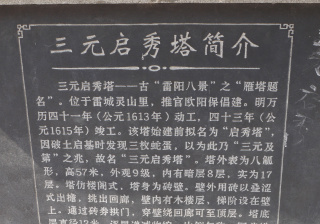 三元启秀塔简介
三元启秀塔——古“雷阳八景”之“雁塔题
名”。位于雷城灵山里，推官欧阳保倡建。明万
历四十一年(公元1613年)动工，四十三年(公
元1615年)竣工。该塔始建前拟名为“启秀塔”，
因破土启基时发现三枚蛇蛋，以为此乃“三元及
第”之兆，故名“三元启秀塔”。塔外表为八觚
形，高57米，外观9级，内有暗层8层，实为17
层。塔仿楼阁式，塔身为砖壁。壁外用砖以叠涩
式出檐，挑出回廊，壁内有木楼层，梯阶设在壁
上。通过砖券拱门，穿壁绕回廊可至顶层。塔底